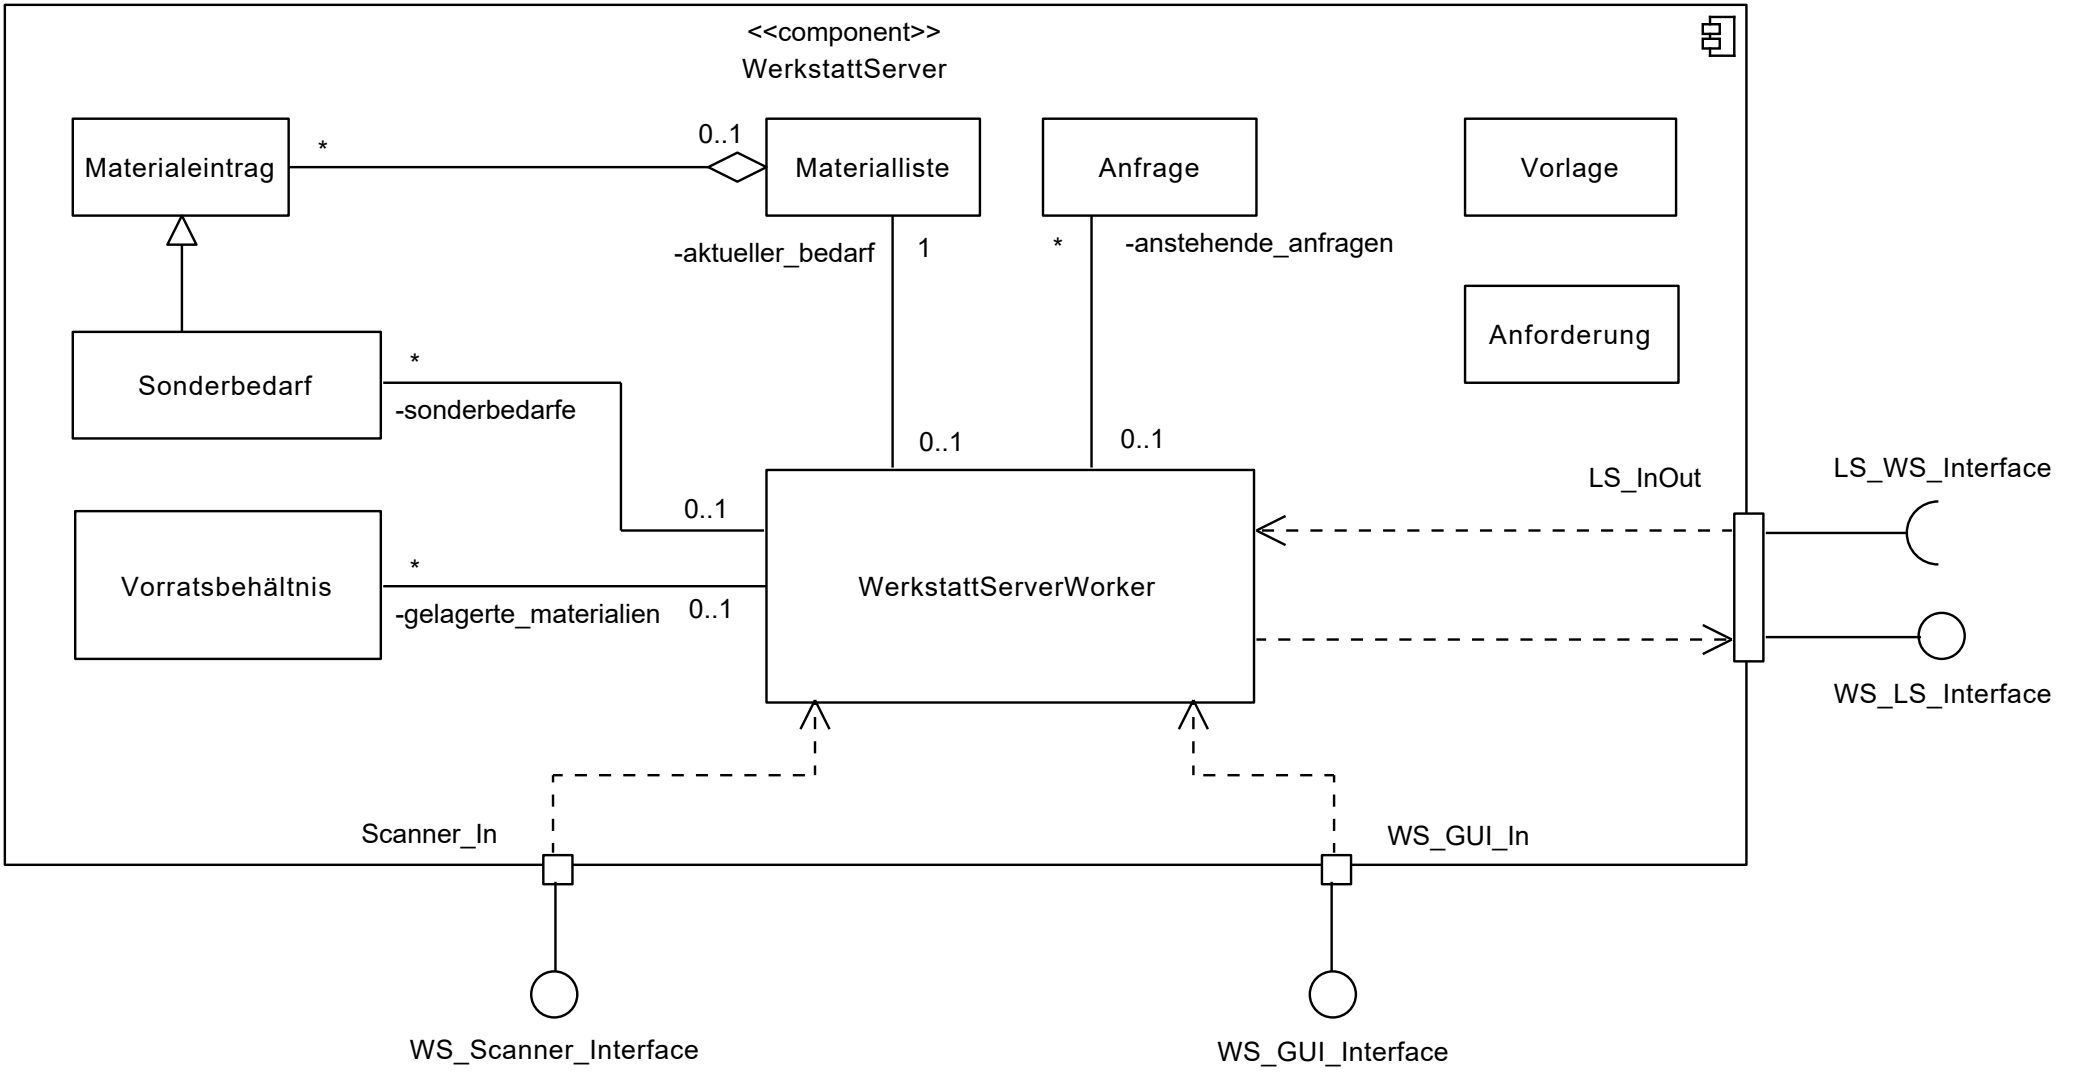 <<component>>
WerkstattServer
Materialeintrag
*
0..1
Materialliste
Anfrage
Vorlage
-aktueller_bedarf
1
*
-anstehende_anfragen
Anforderung
Sonderbedarf
*
-sonderbedarfe
0..1
0..1
0..1
LS_InOut
LS_WS_Interface
Vorratsbehältnis
*
-gelagerte_materialien
0..1
WerkstattServerWorker
WS_LS_Interface
Scanner_In
WS_GUI_In
WS_Scanner_Interface
WS_GUI_Interface